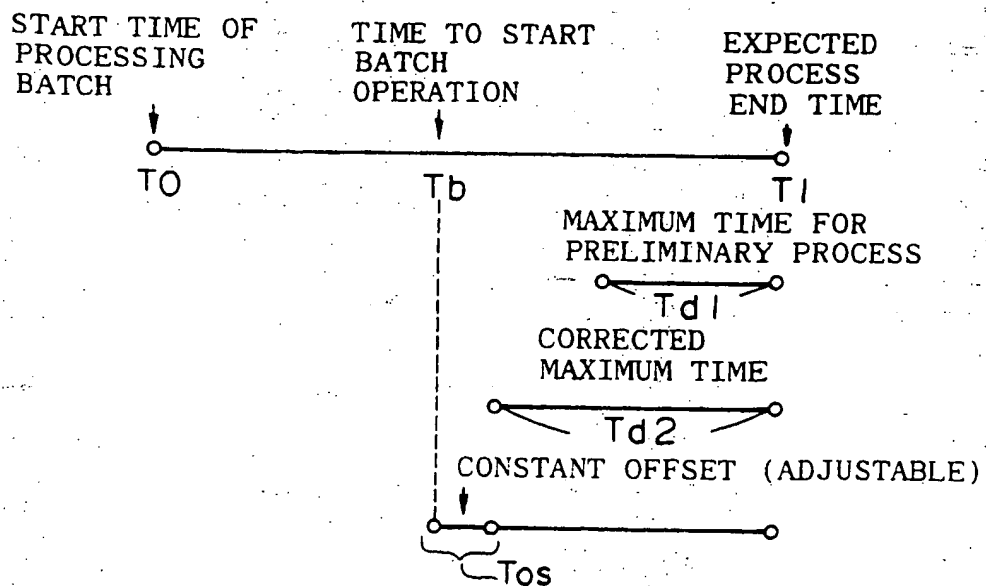 START TIME OF
PROCESSING
BATCH
TIME TO START
BATCH
OPERATION
EXPECTED
PROCESS
END TIME
T0
Tb
T1
MAXIMUM TIME FOR
PRELIMINARY PROCESS
Td1
CORRECTED
MAXIMUM TIME
Td2
CONSTANT OFFSET (ADJUSTABLE)
Tos